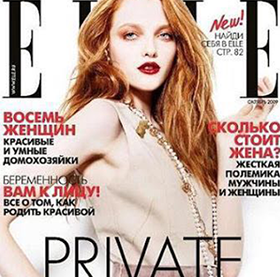 ELLE
New!
НАЙДИ
СЕБЯ В ELLE
СТР. 82
ОКТЯБРЬ 2009
ВОСЕМЬ
ЖЕНЩИН
КРАСИВЫЕ
И УМНЫЕ
ДОМОХОЗЯЙКИ
БЕРЕМЕННОСТЬ
ВАМ К ЛИЦУ!
ВСЕ О ТОМ, КАК
РОДИТЬ КРАСИВОЙ
СКОЛЬКО
СТОИТ
ЖЕНА?
ЖЕСТКАЯ
ПОЛЕМИКА
МУЖЧИНЫ
И ЖЕНЩИНЫ
PRIVATE